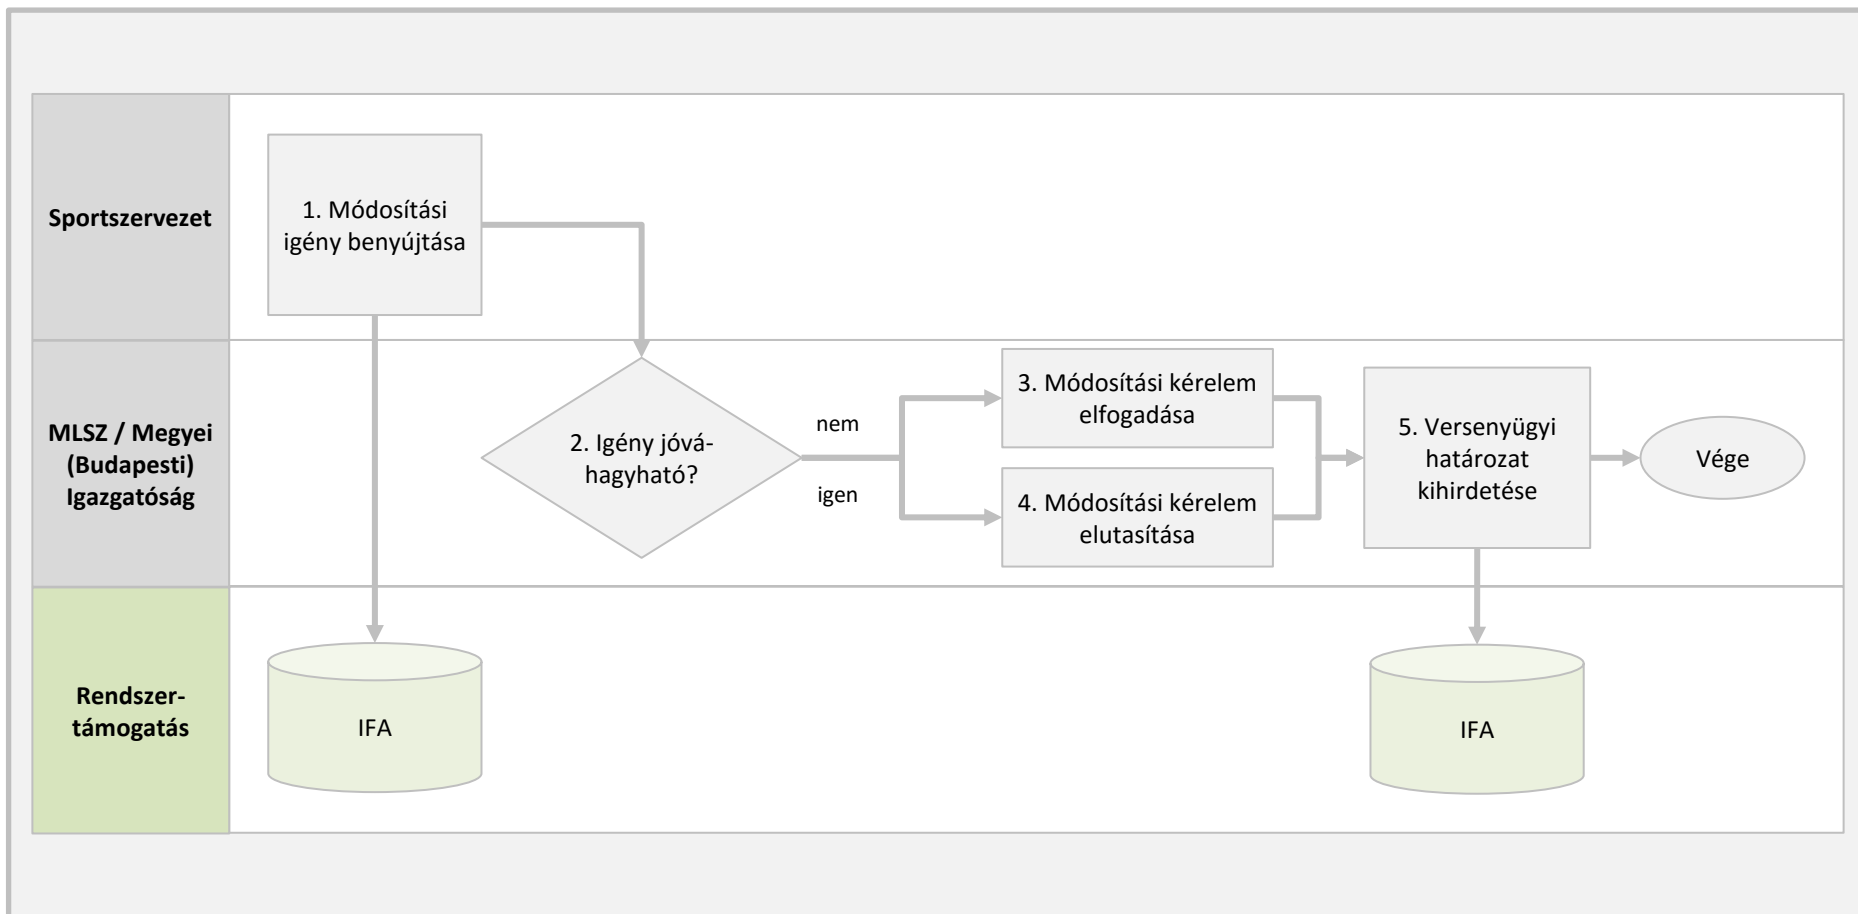 Sportszervezet
1. Módosítási
igény benyújtása
MLSZ / Megyei
(Budapesti)
Igazgatóság
2. Igény jóvá-
hagyható?
nem
igen
3. Módosítási kérelem
elfogadása
4. Módosítási kérelem
elutasítása
5. Versenyügyi
határozat
kihirdetése
Vége
Rendszer-
támogatás
IFA
IFA